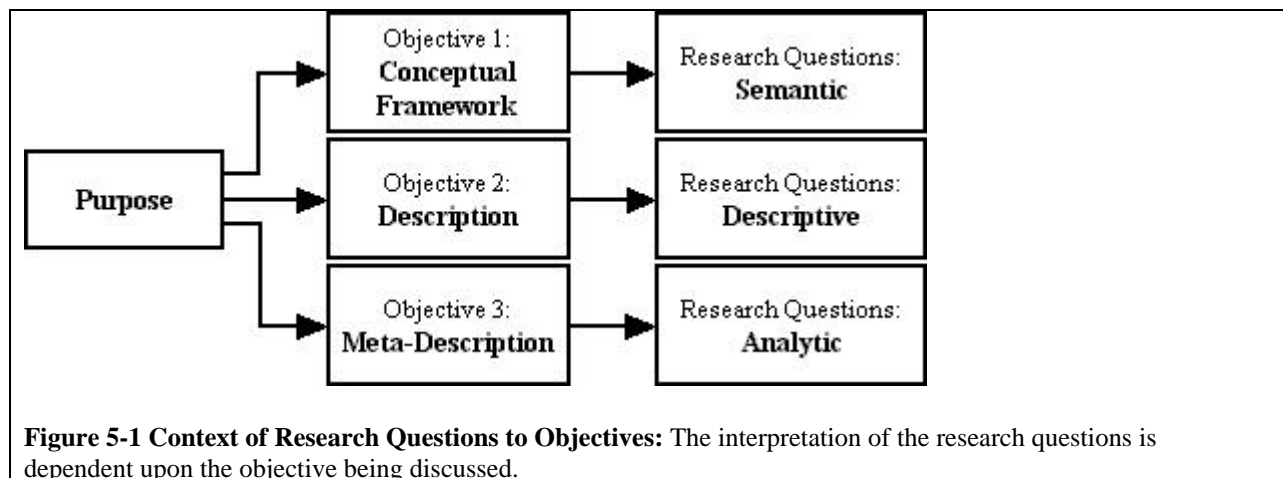 Objective 1:
Conceptual
Framework
Research Questions:
Semantic
Purpose
Objective 2:
Description
Research Questions:
Descriptive
Objective 3:
Meta-Description
Research Questions:
Analytic
Figure 5-1 Context of Research Questions to Objectives: The interpretation of the research questions is
dependent upon the objective being discussed.